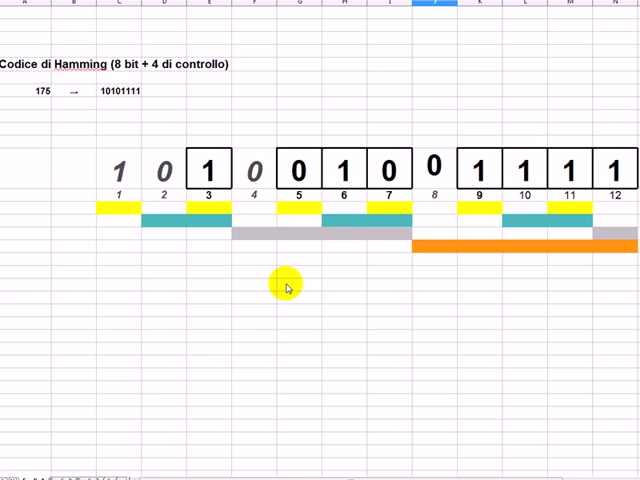 A B C D E F G H I J K L M N
Codice di Hamming (8 bit + 4 di controllo)
175 → 10101111
1 0 1 0 0 1 0 0 1 1 1 1
1 2 3 4 5 6 7 8 9 10 11 12